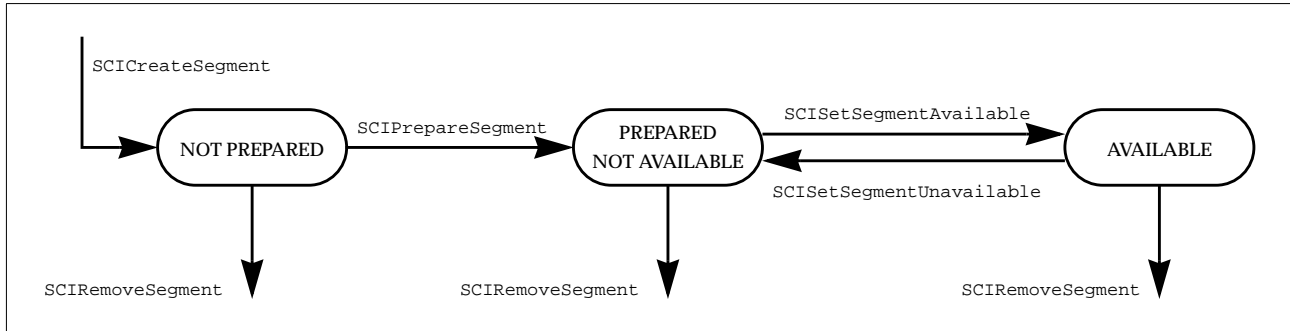 SCICreateSegment
NOT PREPARED
SCIPrepareSegment
PREPARED
NOT AVAILABLE
SCISetSegmentAvailable
SCISetSegmentUnavailable
AVAILABLE
SCIRemoveSegment
SCIRemoveSegment
SCIRemoveSegment